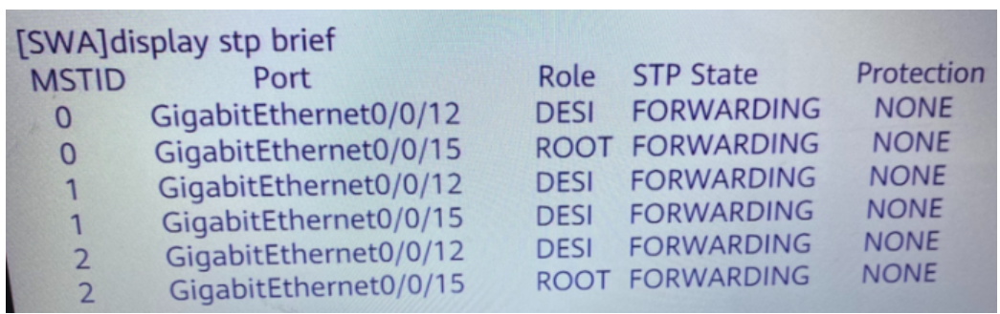 [SWA]display stp brief
MSTID Port Role STP State Protection
0 GigabitEthernet0/0/12 DESI FORWARDING NONE
0 GigabitEthernet0/0/15 ROOT FORWARDING NONE
1 GigabitEthernet0/0/12 DESI FORWARDING NONE
1 GigabitEthernet0/0/15 DESI FORWARDING NONE
2 GigabitEthernet0/0/12 DESI FORWARDING NONE
2 GigabitEthernet0/0/15 ROOT FORWARDING NONE